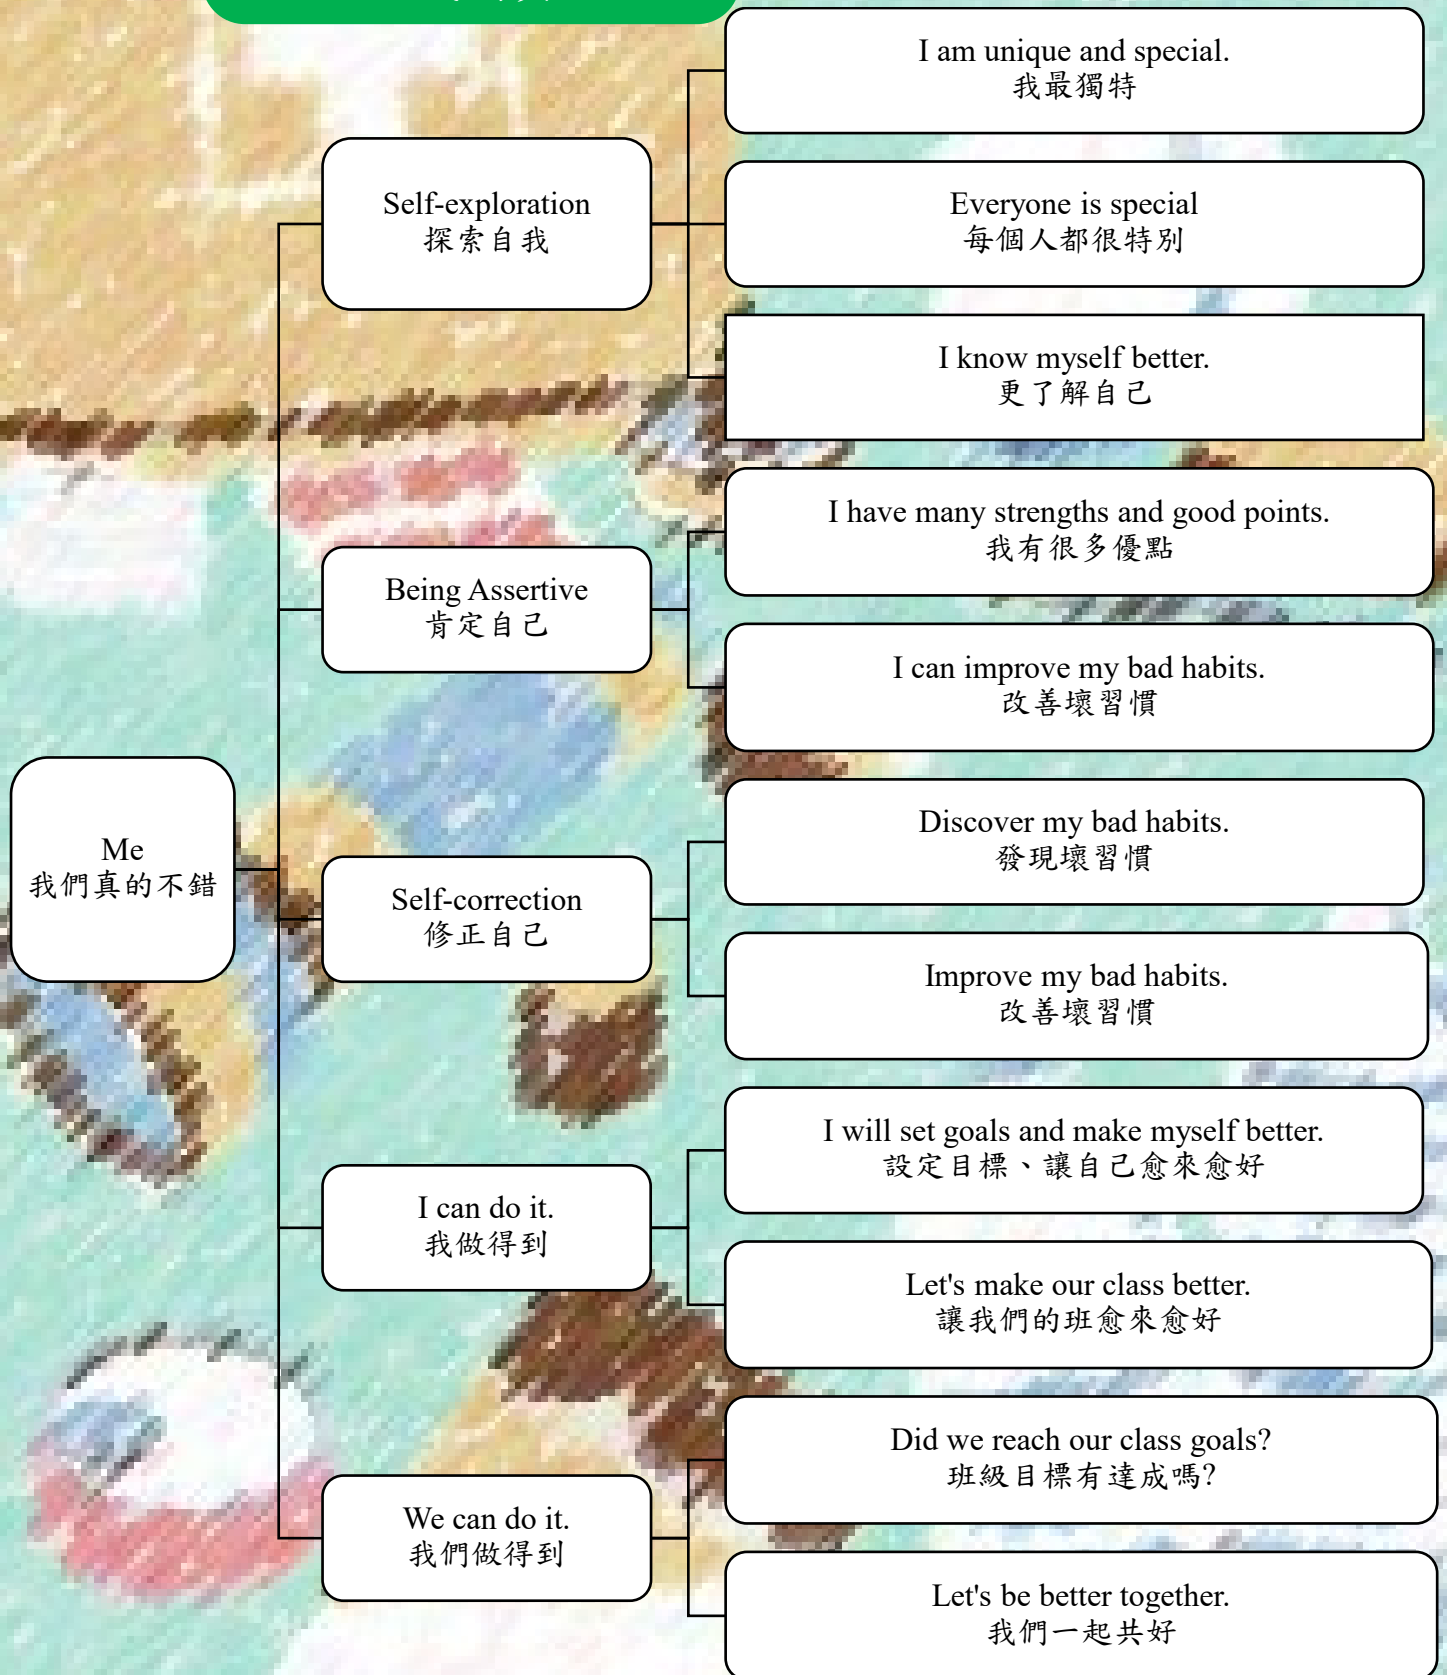 Me
我們真的不錯
Self-exploration
探索自我
I am unique and special.
我最獨特
Everyone is special
每個人都很特別
I know myself better.
更了解自己
Being Assertive
肯定自己
I have many strengths and good points.
我有很多優點
I can improve my bad habits.
改善壞習慣
Self-correction
修正自己
Discover my bad habits.
發現壞習慣
Improve my bad habits.
改善壞習慣
I can do it.
我做得到
I will set goals and make myself better.
設定目標、讓自己愈來愈好
Let's make our class better.
讓我們的班愈來愈好
We can do it.
我們做得到
Did we reach our class goals?
班級目標有達成嗎?
Let's be better together.
我們一起共好